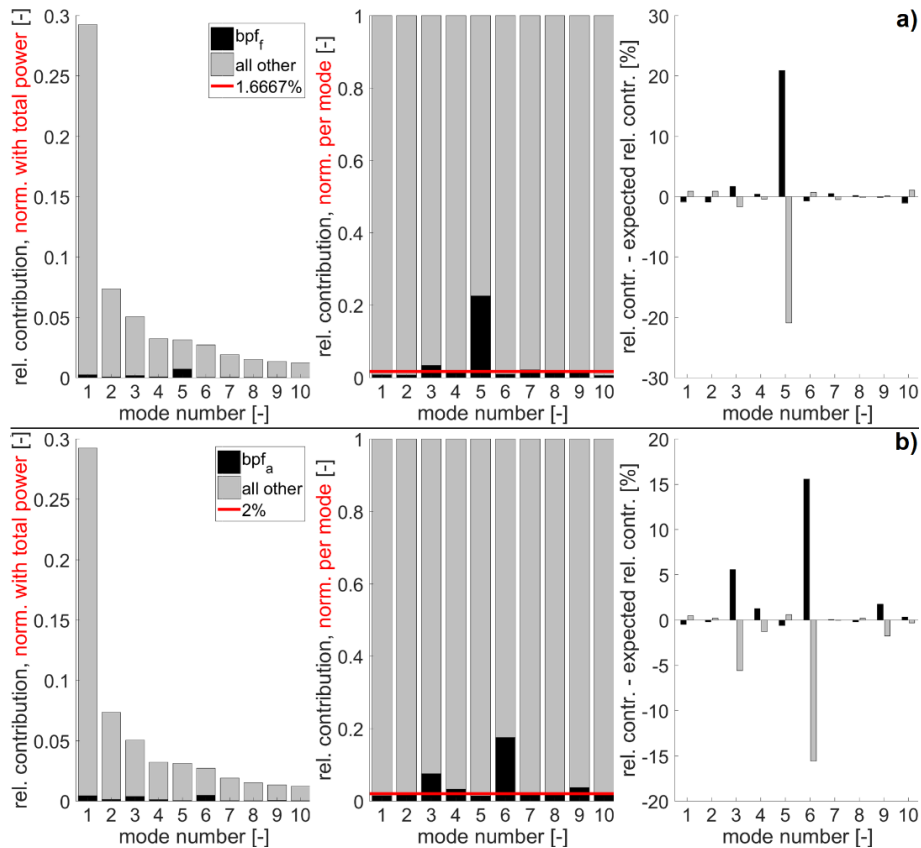 a)
rel. contribution, norm. with total power [-]
0.3
0.25
0.2
0.15
0.1
0.05
0
bpf_f
all other
1.6667%
1 2 3 4 5 6 7 8 9 10
mode number [-]
rel. contribution, norm. per mode [-]
1
0.8
0.6
0.4
0.2
0
1 2 3 4 5 6 7 8 9 10
mode number [-]
rel. contr. - expected rel. contr. [%]
30
20
10
0
-10
-20
-30
1 2 3 4 5 6 7 8 9 10
mode number [-]
b)
rel. contribution, norm. with total power [-]
0.3
0.25
0.2
0.15
0.1
0.05
0
bpf_a
all other
2%
1 2 3 4 5 6 7 8 9 10
mode number [-]
rel. contribution, norm. per mode [-]
1
0.8
0.6
0.4
0.2
0
1 2 3 4 5 6 7 8 9 10
mode number [-]
rel. contr. - expected rel. contr. [%]
20
15
10
5
0
-5
-10
-15
-20
1 2 3 4 5 6 7 8 9 10
mode number [-]